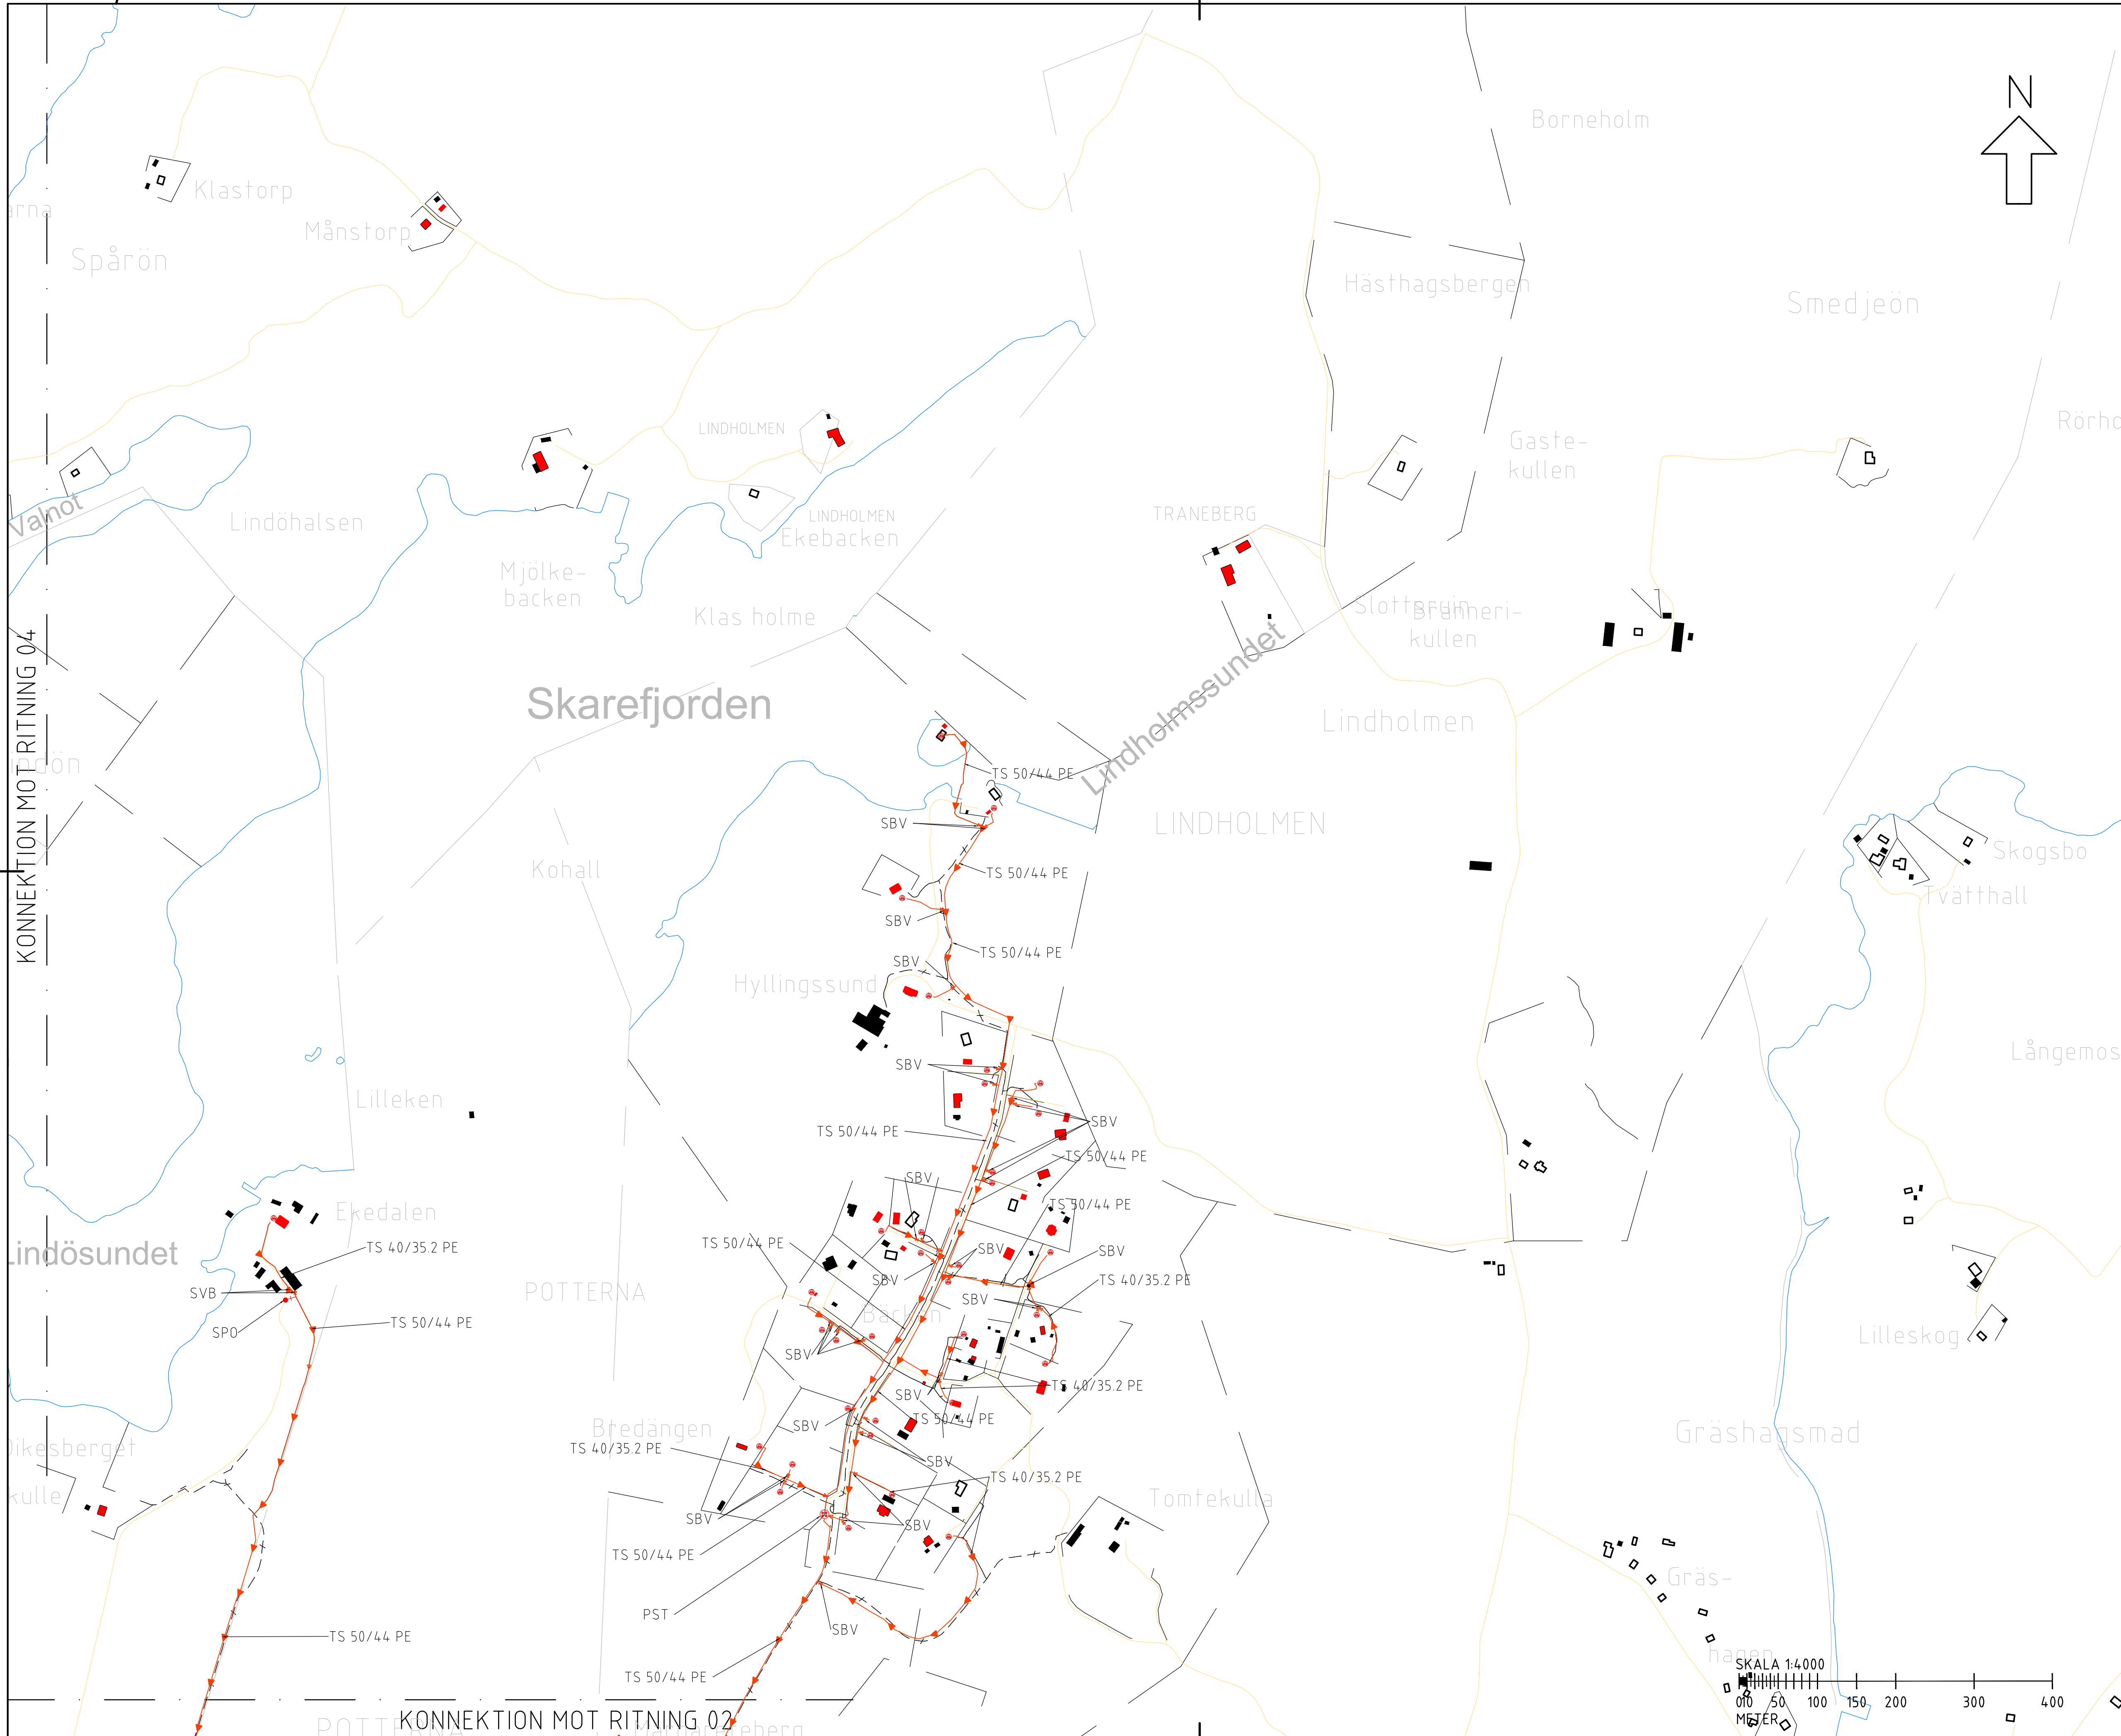 N
Borneholm
Klastorp
Månstorp
Spårön
Hästhagsbergen
Smedjeön
LINDHOLMEN
Gaste-
kullen
Valnot
Lindöhalsen
LINDHOLMEN
Ekebacken
TRANEBERG
Mjölke-
backen
Klas holme
Slottsruin
Bränneri-
kullen
KONNEKTION MOT RITNING 04
Skarefjorden
Lindholmssundet
Lindholmen
TS 50/44 PE
SBV
LINDHOLMEN
Skogsbo
Kohall
TS 50/44 PE
Tvätthall
SBV
TS 50/44 PE
SBV
Hyllingssund
Långemos
SBV
Lilleken
SBV
TS 50/44 PE
TS 50/44 PE
SBV
TS 50/44 PE
Ekedalen
TS 50/44 PE
TS 40/35.2 PE
SBV
SBV
SBV
TS 40/35.2 PE
Lindösundet
SVB
POTTERNA
SBV
Bäcken
TS 50/44 PE
SPO
SBV
Lilleskog
TS 40/35.2 PE
SBV
TS 50/44 PE
Bredängen
SBV
TS 40/35.2 PE
Gräshagsmad
Dikesberget
kulle
SBV
TS 40/35.2 PE
Tomtekulla
SBV
SBV
TS 50/44 PE
Gräs-
hagen
PST
SBV
TS 50/44 PE
TS 50/44 PE
SKALA 1:4000
50 100 150 200 300 400
METER
KONNEKTION MOT RITNING 02
POTTERNA